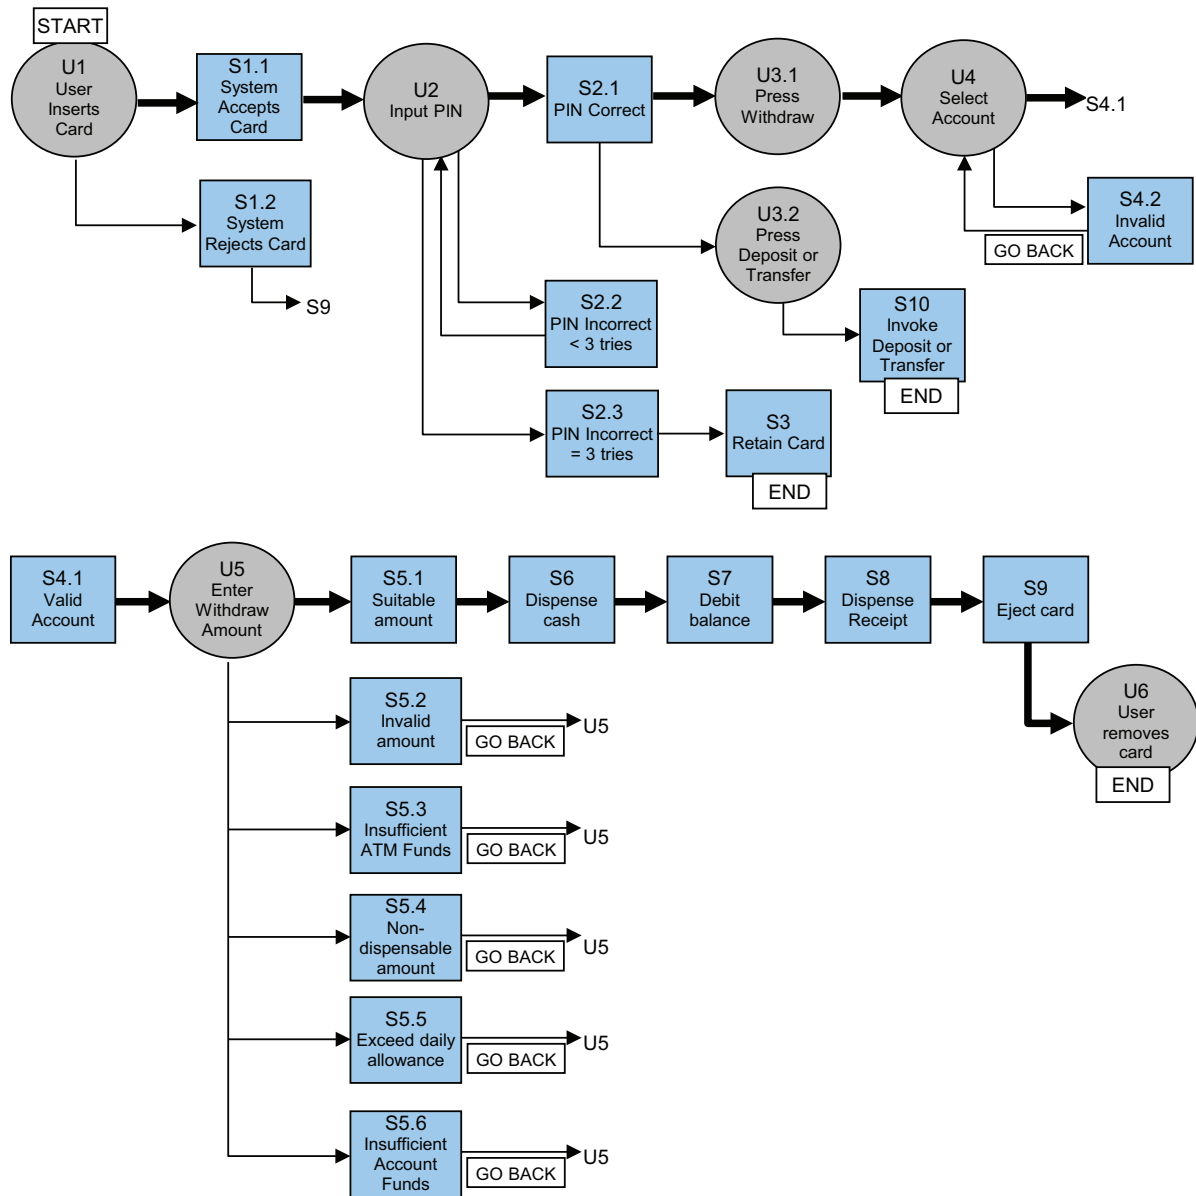 START
U1
User
Inserts
Card
S1.1
System
Accepts
Card
U2
Input PIN
S2.1
PIN Correct
U3.1
Press
Withdraw
U4
Select
Account
S4.1
S1.2
System
Rejects Card
S9
U3.2
Press
Deposit or
Transfer
S4.2
Invalid
Account
GO BACK
S2.2
PIN Incorrect
< 3 tries
S10
Invoke
Deposit or
Transfer
END
S2.3
PIN Incorrect
= 3 tries
S3
Retain Card
END
S4.1
Valid
Account
U5
Enter
Withdraw
Amount
S5.1
Suitable
amount
S6
Dispense
cash
S7
Debit
balance
S8
Dispense
Receipt
S9
Eject card
U6
User
removes
card
END
S5.2
Invalid
amount
GO BACK
U5
S5.3
Insufficient
ATM Funds
GO BACK
U5
S5.4
Non-
dispensable
amount
GO BACK
U5
S5.5
Exceed daily
allowance
GO BACK
U5
S5.6
Insufficient
Account
Funds
GO BACK
U5